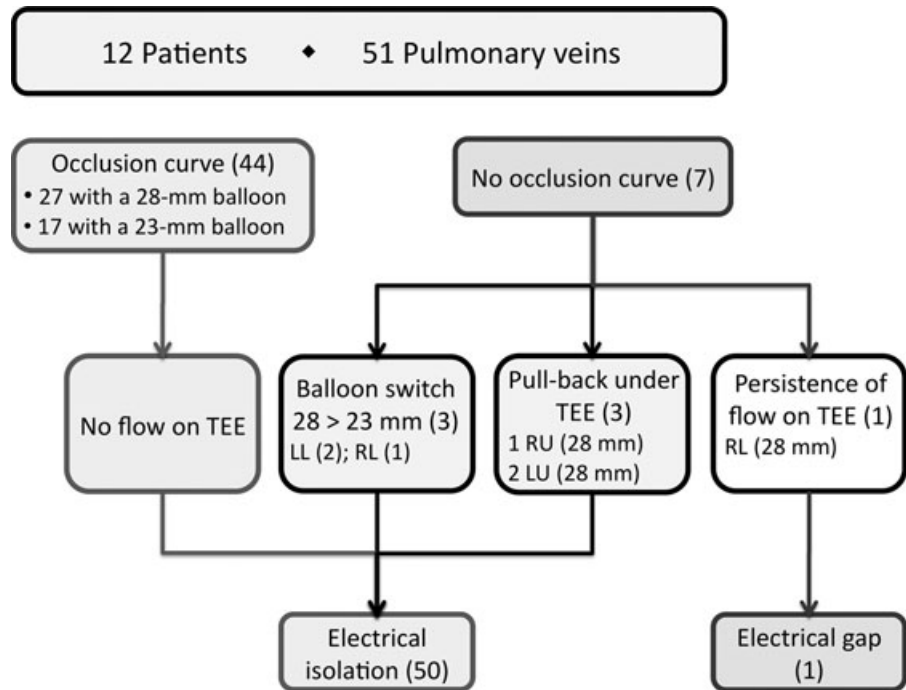 12 Patients ◆ 51 Pulmonary veins
Occlusion curve (44)
• 27 with a 28-mm balloon
• 17 with a 23-mm balloon
No occlusion curve (7)
No flow on TEE
Balloon switch
28 > 23 mm (3)
LL (2); RL (1)
Pull-back under
TEE (3)
1 RU (28 mm)
2 LU (28 mm)
Persistence of
flow on TEE (1)
RL (28 mm)
Electrical
isolation (50)
Electrical gap
(1)